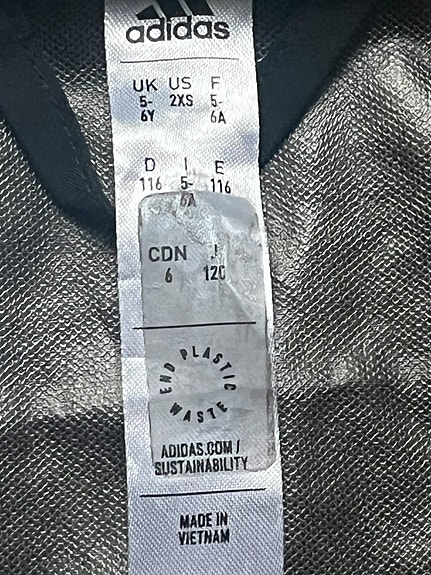 adidas
UK US F
5- 2XS 5-
6Y 6A
D I E
116 5- 116
6A
CDN J
6 120
END PLASTIC WASTE
ADIDAS.COM/
SUSTAINABILITY
MADE IN
VIETNAM